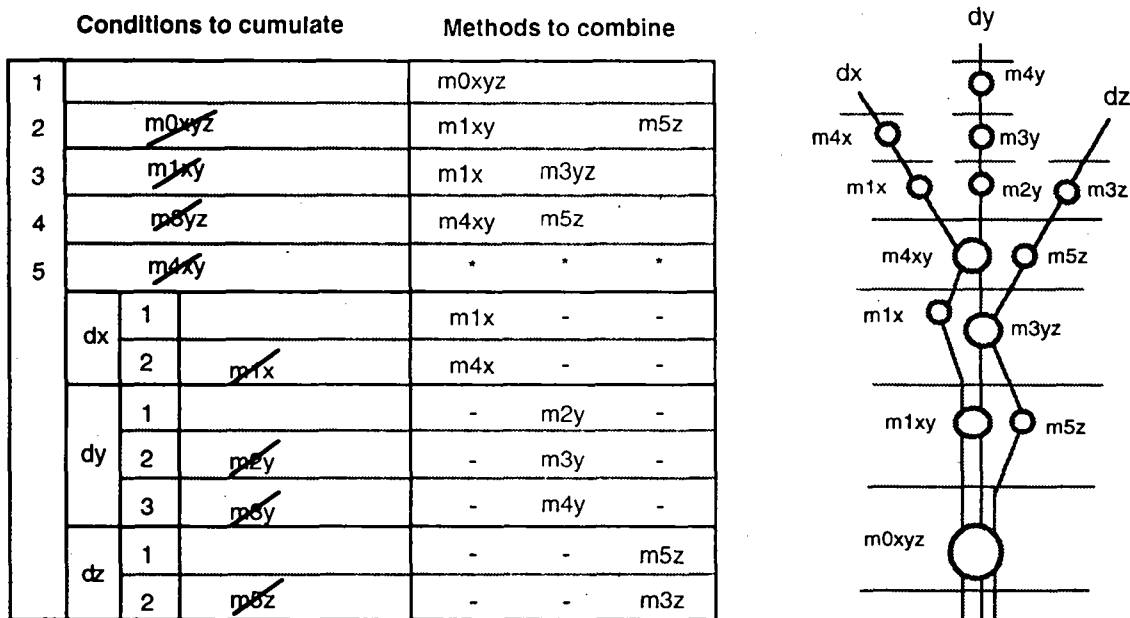 Conditions to cumulate Methods to combine
1 m0xyz
2 m0xyz m1xy m5z
3 m1xy m1x m3yz
4 m3yz m4xy m5z
5 m4xy * * *
dx 1 m1x - -
2 m1x m4x - -
dy 1 - m2y -
2 m2y - m3y -
3 m3y - m4y -
dz 1 - - m5z
2 m5z - - m3z
dy
dx m4y
dz
m4x m3y
m1x m2y m3z
m4xy m5z
m1x m3yz
m1xy m5z
m0xyz